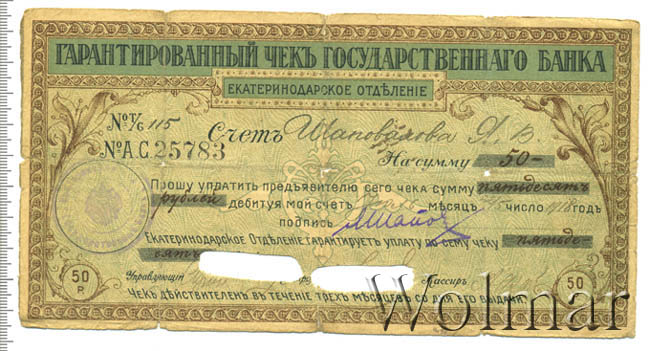 ГАРАНТИРОВАННЫЙ ЧЕКЪ ГОСУДАРСТВЕННАГО БАНКА
ЕКАТЕРИНОДАРСКОЕ ОТДѢЛЕНІЕ
№ Т/Б 115 Счетъ Шаповалова Я. В.
№ А.С. 25783 На сумму 50-
Прошу уплатить предъявителю сего чека сумму пятьдесятъ
рублей дебитуя мой счетъ мѣсяцъ число 1918 годъ
подпись
Екатеринодарское Отдѣленіе гарантируетъ уплату по сему чеку пятьде-
сятъ
Управляющій Кассиръ
50 Р Чекъ дѣйствителенъ въ теченіе трехъ мѣсяцевъ со дня его выдачи. 50
Wolmar